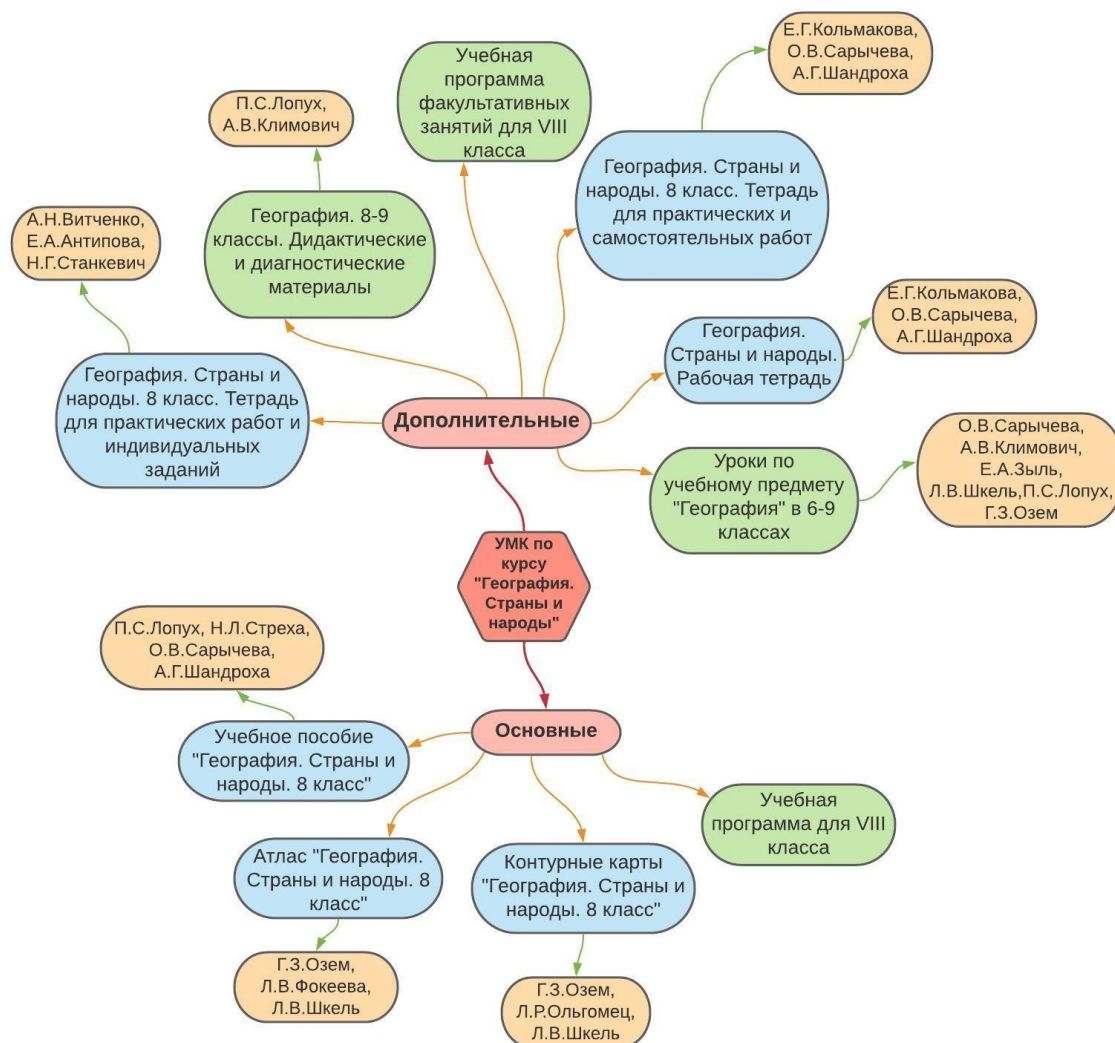 Е.Г.Кольмакова,
О.В.Сарычева,
А.Г.Шандроха
Учебная
программа
факультативных
занятий для VIII
класса
П.С.Лопух,
А.В.Климович
География. Страны и
народы. 8 класс. Тетрадь
для практических и
самостоятельных работ
География. 8-9
классы. Дидактические
и диагностические
материалы
А.Н.Витченко,
Е.А.Антипова,
Н.Г.Станкевич
Е.Г.Кольмакова,
О.В.Сарычева,
А.Г.Шандроха
География.
Страны и народы.
Рабочая тетрадь
География. Страны и
народы. 8 класс. Тетрадь
для практических работ и
индивидуальных
заданий
Дополнительные
О.В.Сарычева,
А.В.Климович,
Е.А.Зыль,
Л.В.Шкель,П.С.Лопух,
Г.З.Озем
Уроки по
учебному предмету
"География" в 6-9
классах
УМК по
курсу
"География.
Страны и
народы"
П.С.Лопух, Н.Л.Стреха,
О.В.Сарычева,
А.Г.Шандроха
Основные
Учебное пособие
"География. Страны и
народы. 8 класс"
Учебная
программа для VIII
класса
Атлас "География.
Страны и народы. 8
класс"
Контурные карты
"География. Страны и
народы. 8 класс"
Г.З.Озем,
Л.В.Фокеева,
Л.В.Шкель
Г.З.Озем,
Л.Р.Ольгомец,
Л.В.Шкель